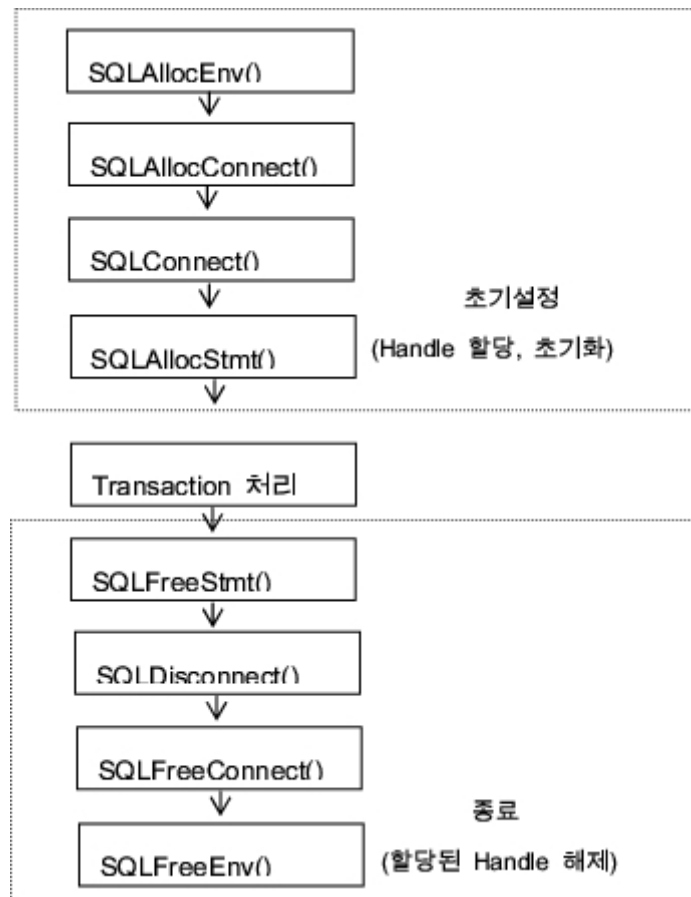 SQLAllocEnv()
SQLAllocConnect()
SQLConnect()
초기설정
SQLAllocStmt()
(Handle 할당, 초기화)
Transaction 처리
SQLFreeStmt()
SQLDisconnect()
SQLFreeConnect()
종료
SQLFreeEnv()
(할당된 Handle 해제)